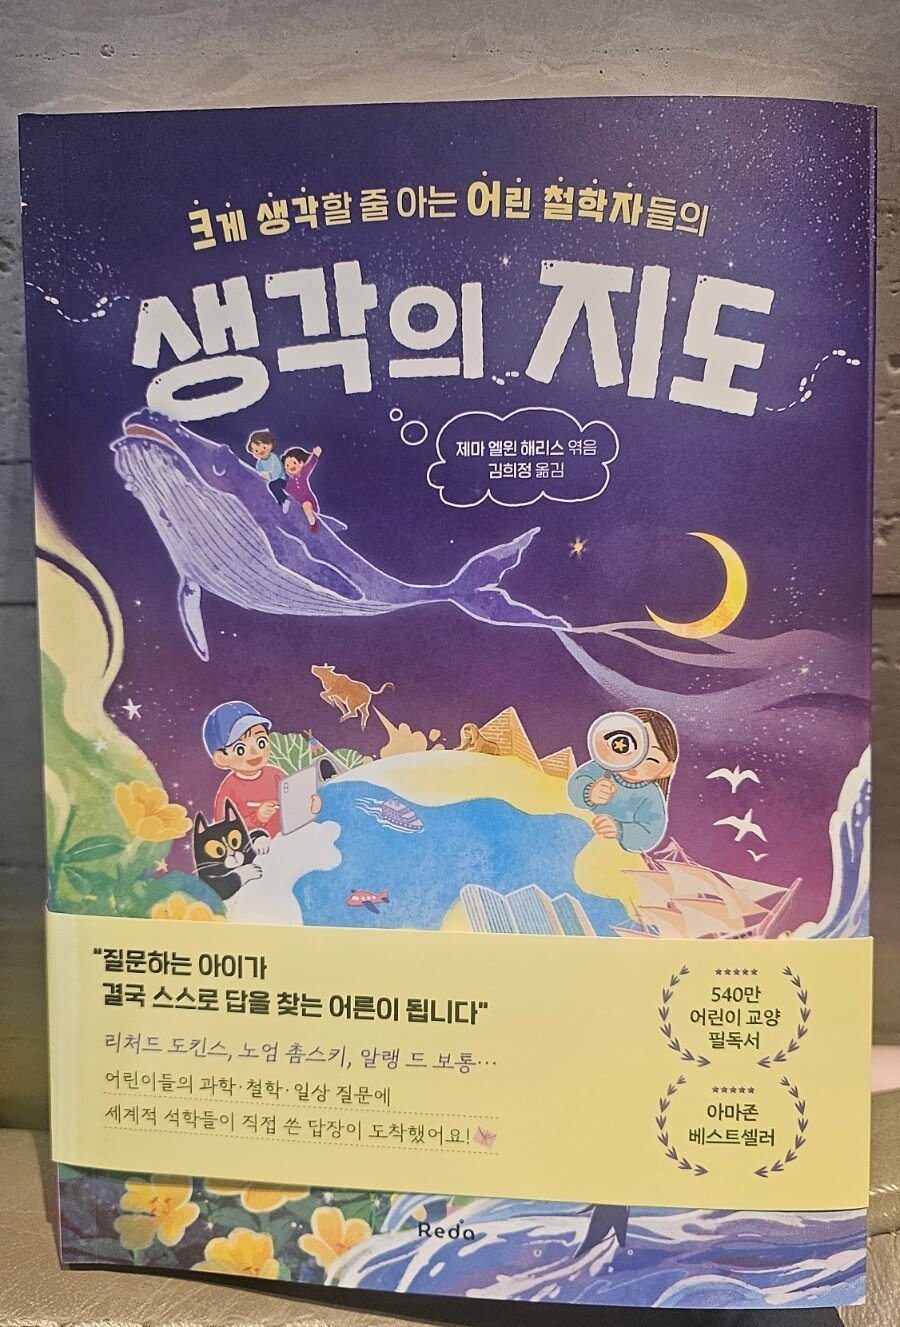 크게 생각할 줄 아는 어린 철학자들의
생각의 지도
제마 엘윈 해리스 엮음
김희정 옮김
"질문하는 아이가
결국 스스로 답을 찾는 어른이 됩니다"
리처드 도킨스, 노엄 촘스키, 알랭 드 보통…
어린이들의 과학·철학·일상 질문에
세계적 석학들이 직접 쓴 답장이 도착했어요!
540만
어린이 교양
필독서
아마존
베스트셀러
Reda